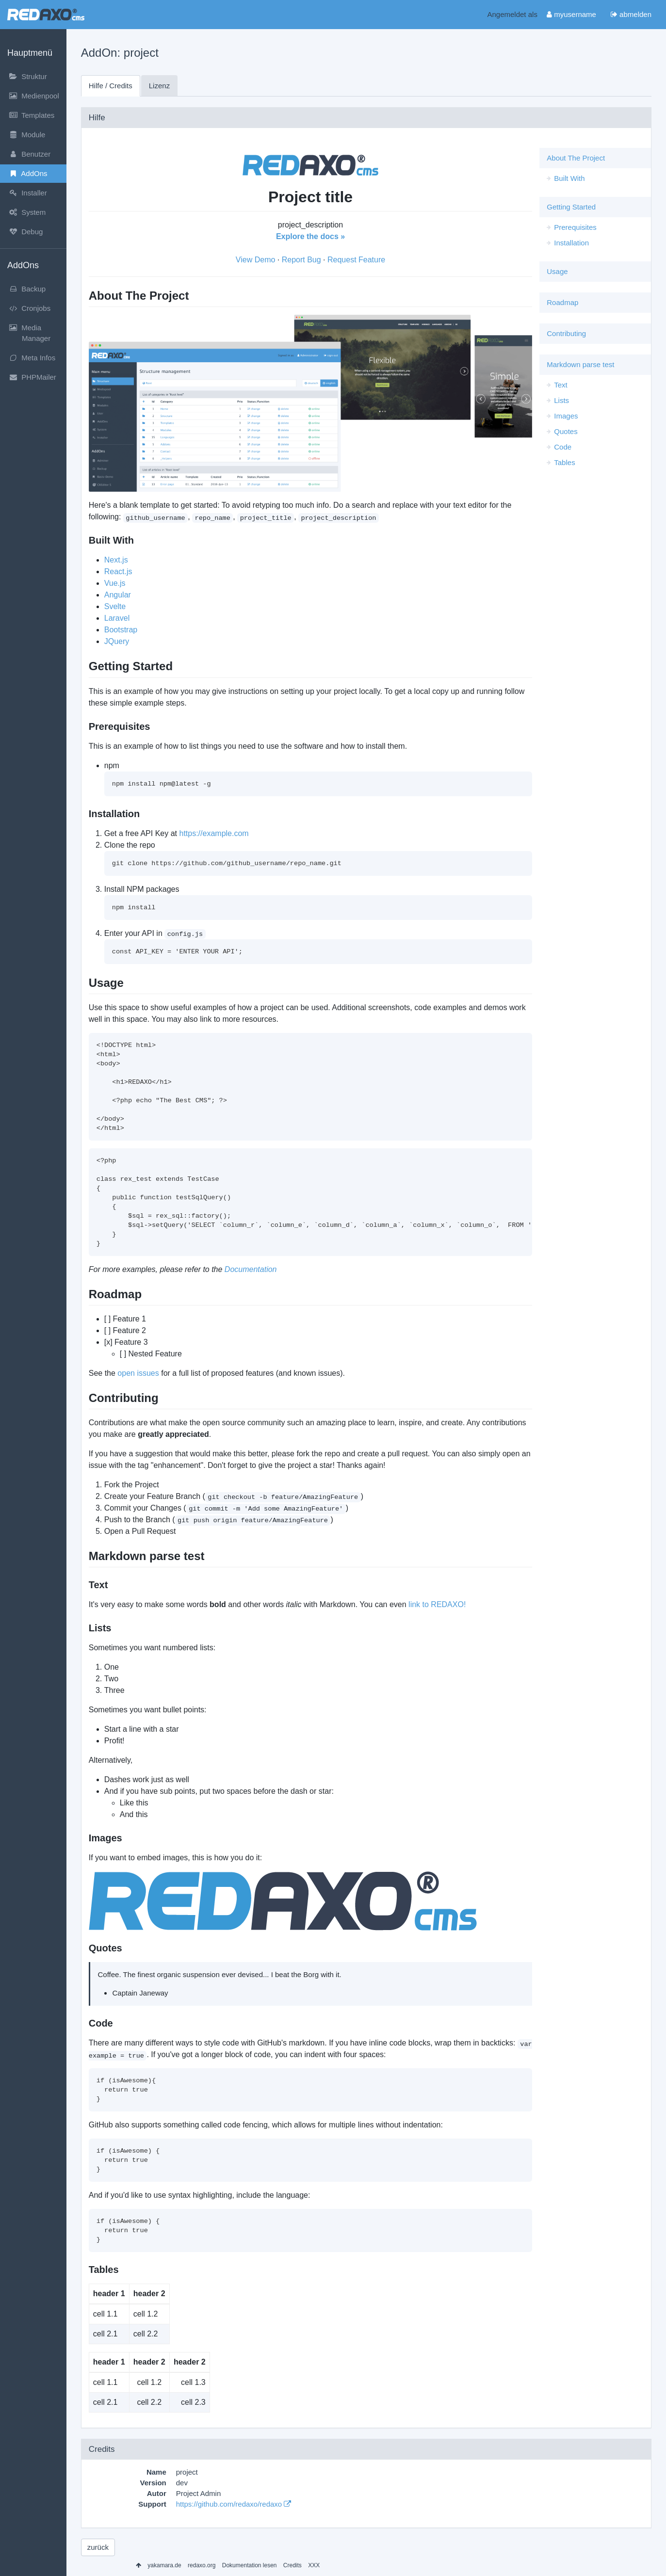 REDAXO cms
Angemeldet als myusername abmelden
Hauptmenü
Struktur
Medienpool
Templates
Module
Benutzer
AddOns
Installer
System
Debug
AddOns
Backup
Cronjobs
Media
Manager
Meta Infos
PHPMailer
AddOn: project
Hilfe / Credits Lizenz
Hilfe
REDAXO® cms
Project title
project_description
Explore the docs »
View Demo · Report Bug · Request Feature
About The Project
Structure management
Flexible
Simple
Here's a blank template to get started: To avoid retyping too much info. Do a search and replace with your text editor for the
following: github_username, repo_name, project_title, project_description
Built With
Next.js
React.js
Vue.js
Angular
Svelte
Laravel
Bootstrap
JQuery
Getting Started
This is an example of how you may give instructions on setting up your project locally. To get a local copy up and running follow
these simple example steps.
Prerequisites
This is an example of how to list things you need to use the software and how to install them.
npm
npm install npm@latest -g
Installation
1. Get a free API Key at https://example.com
2. Clone the repo
git clone https://github.com/github_username/repo_name.git
3. Install NPM packages
npm install
4. Enter your API in config.js
const API_KEY = 'ENTER YOUR API';
Usage
Use this space to show useful examples of how a project can be used. Additional screenshots, code examples and demos work
well in this space. You may also link to more resources.
<!DOCTYPE html>
<html>
<body>
<h1>REDAXO</h1>
<?php echo "The Best CMS"; ?>
</body>
</html>
<?php
class rex_test extends TestCase
{
public function testSqlQuery()
{
$sql = rex_sql::factory();
$sql->setQuery('SELECT `column_r`, `column_e`, `column_d`, `column_a`, `column_x`, `column_o`,  FROM '
}
}
For more examples, please refer to the Documentation
Roadmap
[ ] Feature 1
[ ] Feature 2
[x] Feature 3
[ ] Nested Feature
See the open issues for a full list of proposed features (and known issues).
Contributing
Contributions are what make the open source community such an amazing place to learn, inspire, and create. Any contributions
you make are greatly appreciated.
If you have a suggestion that would make this better, please fork the repo and create a pull request. You can also simply open an
issue with the tag "enhancement". Don't forget to give the project a star! Thanks again!
1. Fork the Project
2. Create your Feature Branch (git checkout -b feature/AmazingFeature)
3. Commit your Changes (git commit -m 'Add some AmazingFeature')
4. Push to the Branch (git push origin feature/AmazingFeature)
5. Open a Pull Request
Markdown parse test
Text
It's very easy to make some words bold and other words italic with Markdown. You can even link to REDAXO!
Lists
Sometimes you want numbered lists:
1. One
2. Two
3. Three
Sometimes you want bullet points:
Start a line with a star
Profit!
Alternatively,
Dashes work just as well
And if you have sub points, put two spaces before the dash or star:
Like this
And this
Images
If you want to embed images, this is how you do it:
REDAXO® cms
Quotes
Coffee. The finest organic suspension ever devised... I beat the Borg with it.
Captain Janeway
Code
There are many different ways to style code with GitHub's markdown. If you have inline code blocks, wrap them in backticks: var
example = true. If you've got a longer block of code, you can indent with four spaces:
if (isAwesome){
return true
}
GitHub also supports something called code fencing, which allows for multiple lines without indentation:
if (isAwesome) {
return true
}
And if you'd like to use syntax highlighting, include the language:
if (isAwesome) {
return true
}
Tables
header 1 header 2
cell 1.1 cell 1.2
cell 2.1 cell 2.2
header 1 header 2 header 2
cell 1.1 cell 1.2 cell 1.3
cell 2.1 cell 2.2 cell 2.3
About The Project
Built With
Getting Started
Prerequisites
Installation
Usage
Roadmap
Contributing
Markdown parse test
Text
Lists
Images
Quotes
Code
Tables
Credits
Name project
Version dev
Autor Project Admin
Support https://github.com/redaxo/redaxo
zurück
yakamara.de redaxo.org Dokumentation lesen Credits XXX